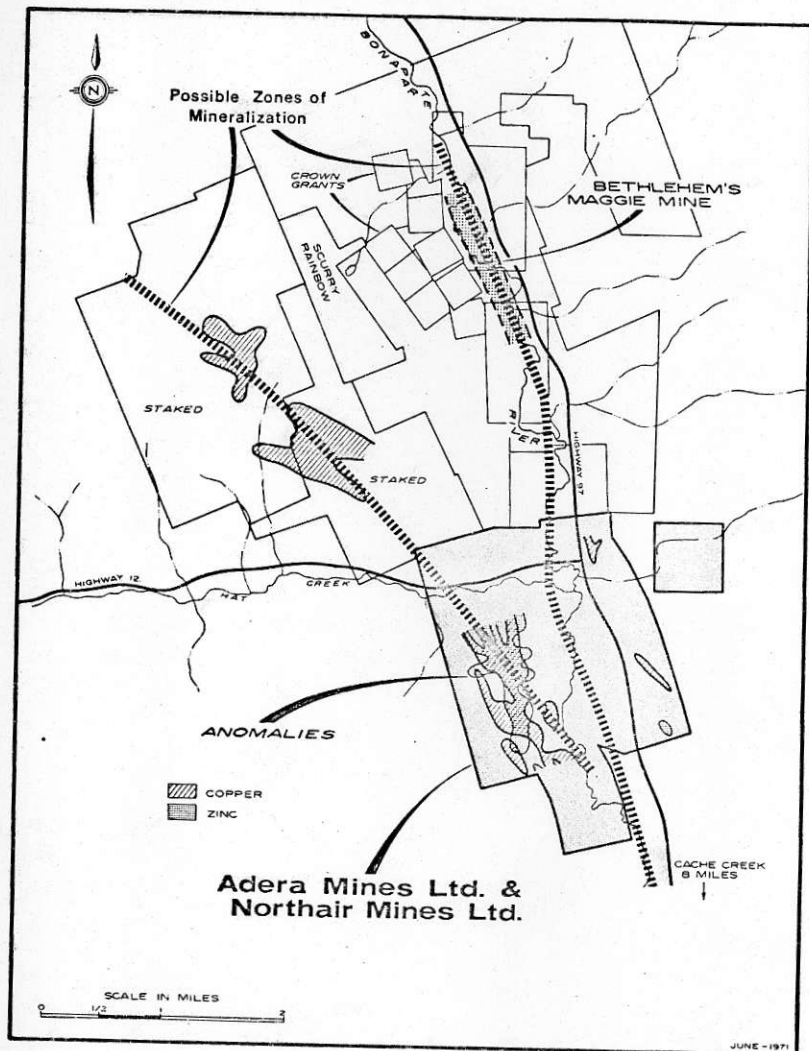 N
BONAPARTE
Possible Zones of
Mineralization
CROWN
GRANTS
BETHLEHEM'S
MAGGIE MINE
SCURRY
RAINBOW
STAKED
STAKED
RIVER
HIGHWAY 97
HIGHWAY 12
HAT CREEK
ANOMALIES
COPPER
ZINC
CACHE CREEK
8 MILES
Adera Mines Ltd. &
Northair Mines Ltd.
SCALE IN MILES
0 1/2 1 2
JUNE - 1971